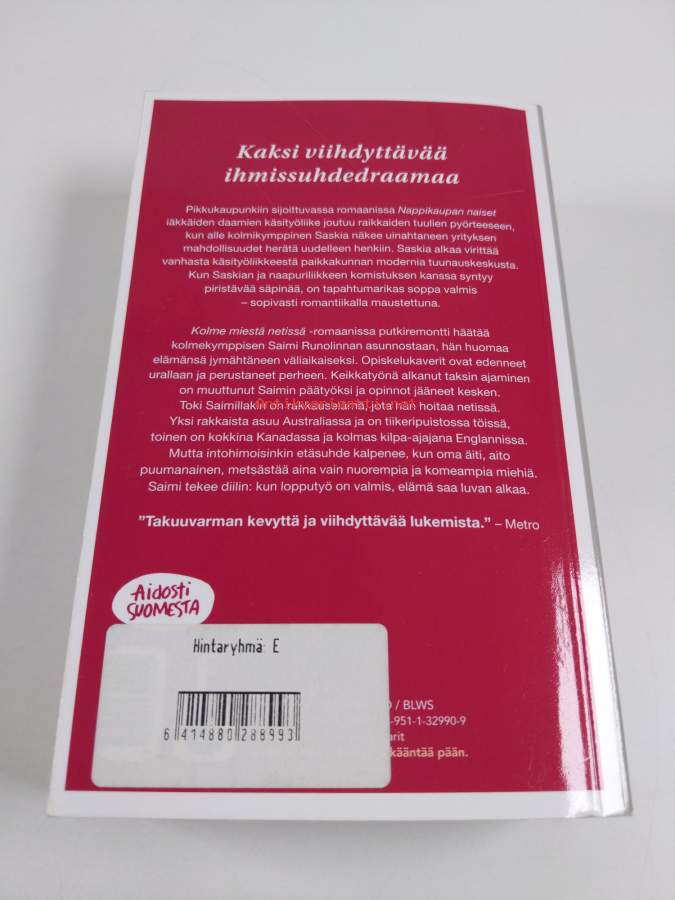 Kaksi viihdyttävää
ihmissuhdedraamaa
Pikkukaupunkiin sijoittuvassa romaanissa Nappikaupan naiset
iäkkäiden daamien käsityöliike joutuu raikkaiden tuulien pyörteeseen,
kun alle kolmikymppinen Saskia näkee uinahtaneen yrityksen
mahdollisuudet herätä uudelleen henkiin. Saskia alkaa virittää
vanhasta käsityöliikkeestä paikkakunnan modernia tuunauskeskusta.
Kun Saskian ja naapuriliikkeen komistuksen kanssa syntyy
piristävää säpinää, on tapahtumarikas soppa valmis
– sopivasti romantiikalla maustettuna.
Kolme miestä netissä -romaanissa putkiremontti häätää
kolmekymppisen Saimi Runolinnan asunnostaan, hän huomaa
elämänsä jymähtäneen väliaikaiseksi. Opiskelukaverit ovat edenneet
urallaan ja perustaneet perheen. Keikkatyönä alkanut taksin ajaminen
on muuttunut Saimin päätyöksi ja opinnot jääneet kesken.
Toki Saimillakin on rakkauselämä, jota hän hoitaa netissä.
Yksi rakkaista asuu Australiassa ja on tiikeripuistossa töissä,
toinen on kokkina Kanadassa ja kolmas kilpa-ajajana Englannissa.
Mutta intohimoisinkin etäsuhde kalpenee, kun oma äiti, aito
puumanainen, metsästää aina vain nuorempia ja komeampia miehiä.
Saimi tekee diilin: kun lopputyö on valmis, elämä saa luvan alkaa.
”Takuuvarman kevyttä ja viihdyttävää lukemista.” – Metro
Aidosti
SUOMESTA
Hintaryhmä E
6 414880 288993
/ BLWS
-951-1-32990-9
arit
kääntää pään.